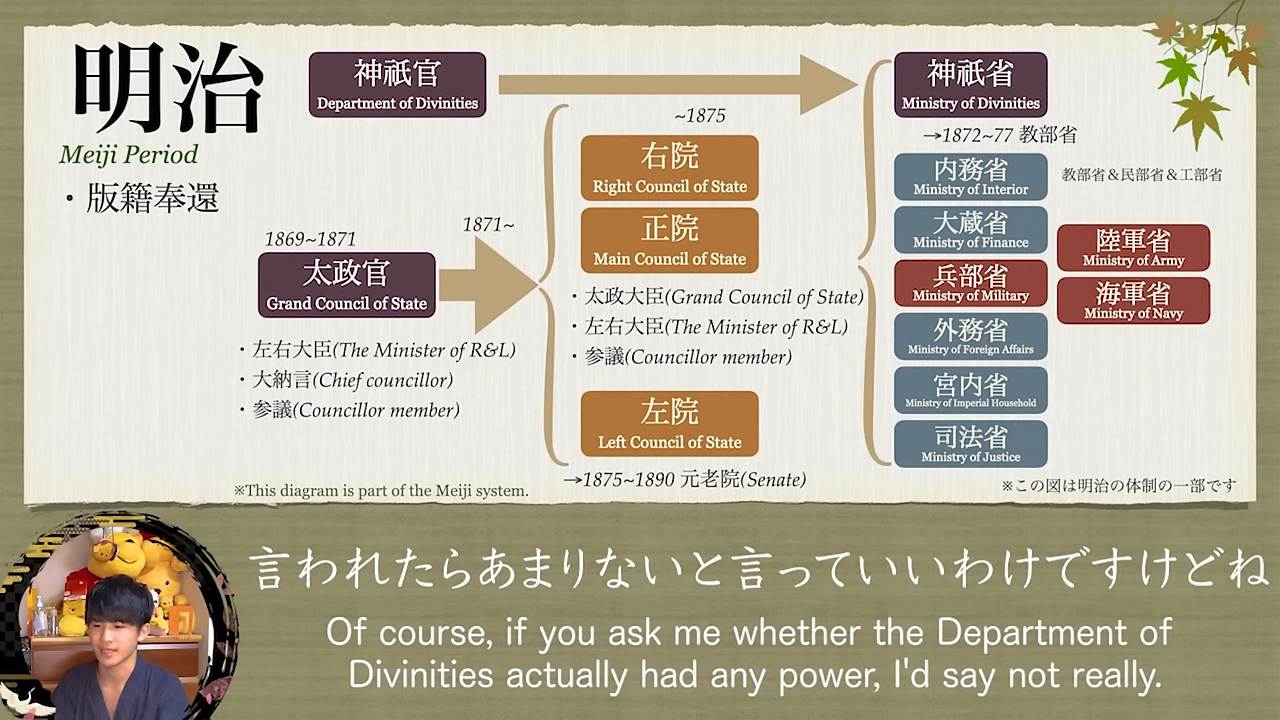 明治
Meiji Period
・版籍奉還
神祇官
Department of Divinities
1869~1871
太政官
Grand Council of State
・左右大臣(The Minister of R&L)
・大納言(Chief councillor)
・参議(Councillor member)
1871~
~1875
右院
Right Council of State
正院
Main Council of State
・太政大臣(Grand Council of State)
・左右大臣(The Minister of R&L)
・参議(Councillor member)
左院
Left Council of State
→1875~1890 元老院(Senate)
神祇省
Ministry of Divinities
→1872~77 教部省
内務省
Ministry of Interior
教部省&民部省&工部省
大蔵省
Ministry of Finance
兵部省
Ministry of Military
陸軍省
Ministry of Army
海軍省
Ministry of Navy
外務省
Ministry of Foreign Affairs
宮内省
Ministry of Imperial Household
司法省
Ministry of Justice
※This diagram is part of the Meiji system.
※この図は明治の体制の一部です
言われたらあまりないと言っていいわけですけどね
Of course, if you ask me whether the Department of
Divinities actually had any power, I'd say not really.